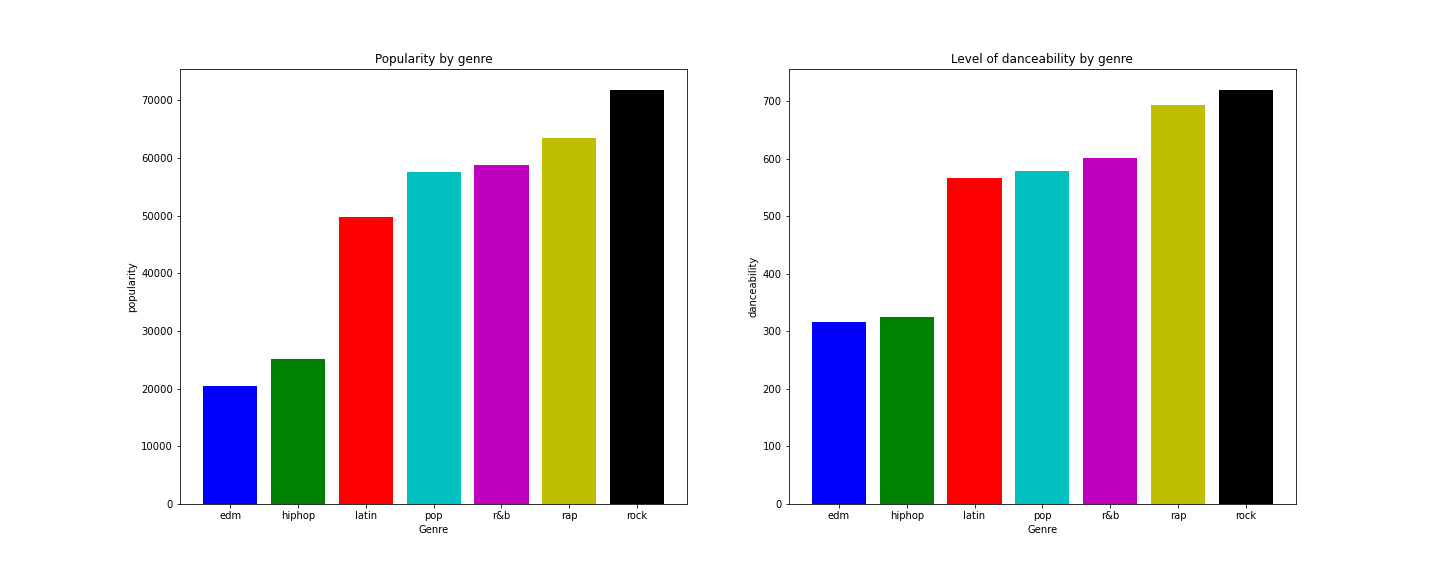 Popularity by genre
70000
60000
50000
40000
30000
20000
10000
0
popularity
edm hiphop latin pop r&b rap rock
Genre
Level of danceability by genre
700
600
500
400
300
200
100
0
danceability
edm hiphop latin pop r&b rap rock
Genre